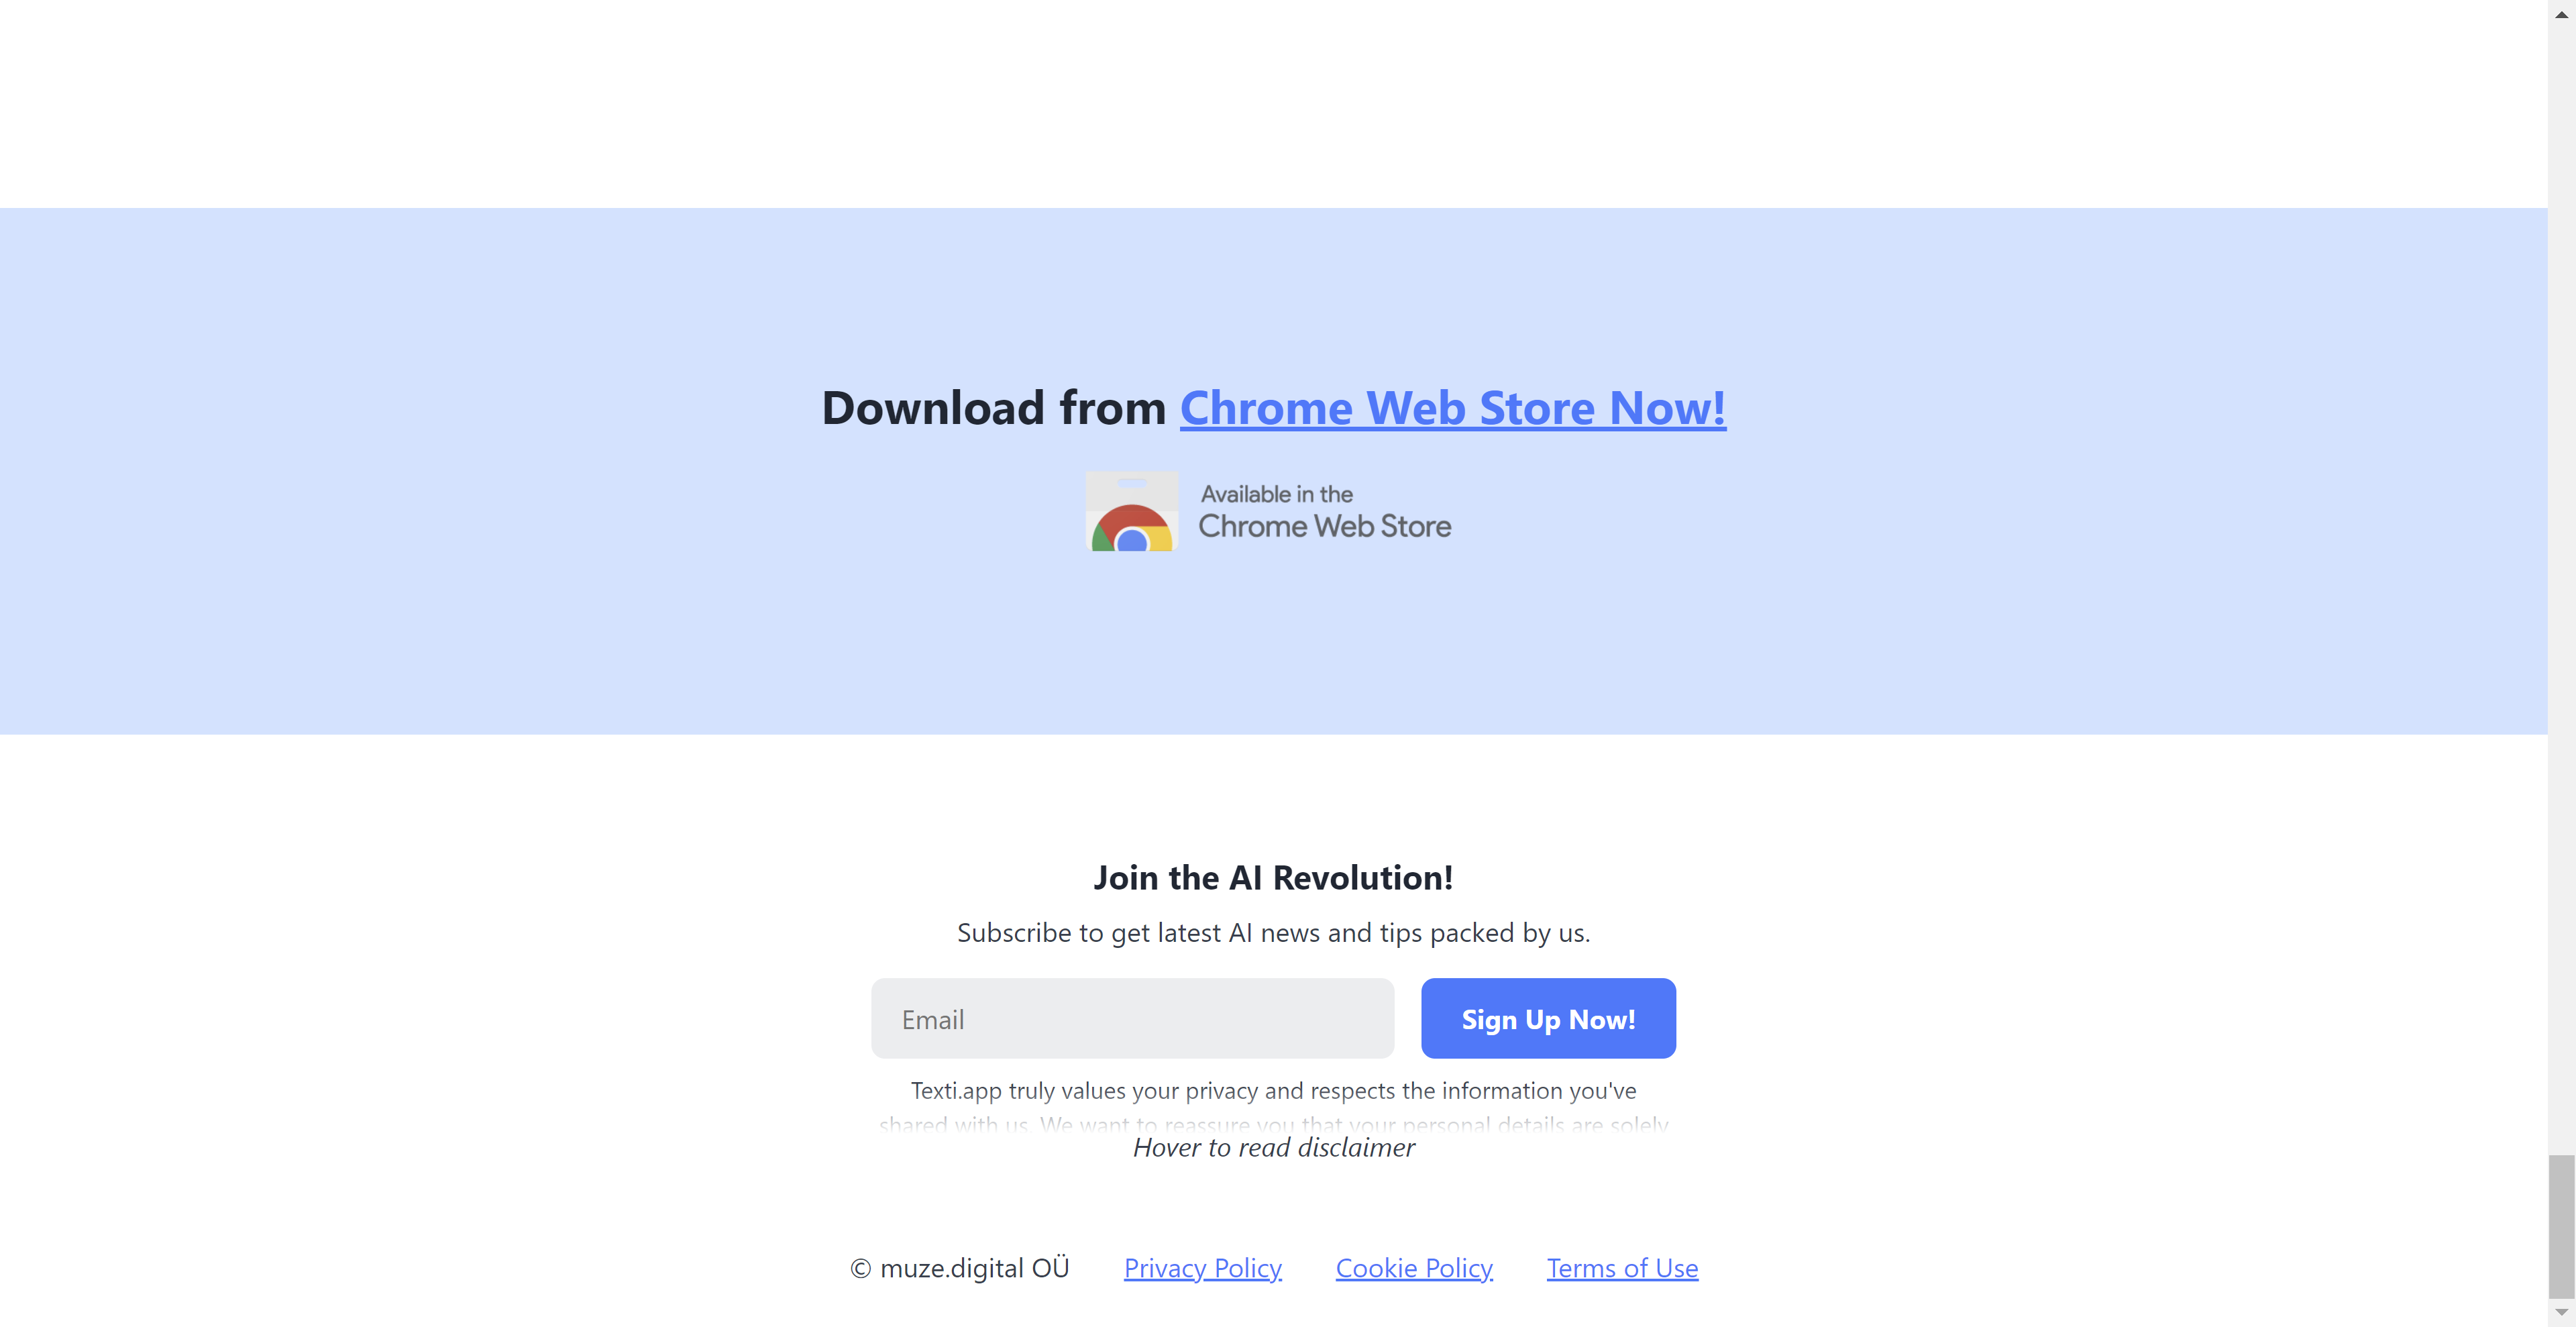 Download from Chrome Web Store Now!
Available in the
Chrome Web Store
Join the AI Revolution!
Subscribe to get latest AI news and tips packed by us.
Email
Sign Up Now!
Texti.app truly values your privacy and respects the information you've
shared with us. We want to reassure you that your personal details are solely
Hover to read disclaimer
© muze.digital OÜ
Privacy Policy
Cookie Policy
Terms of Use